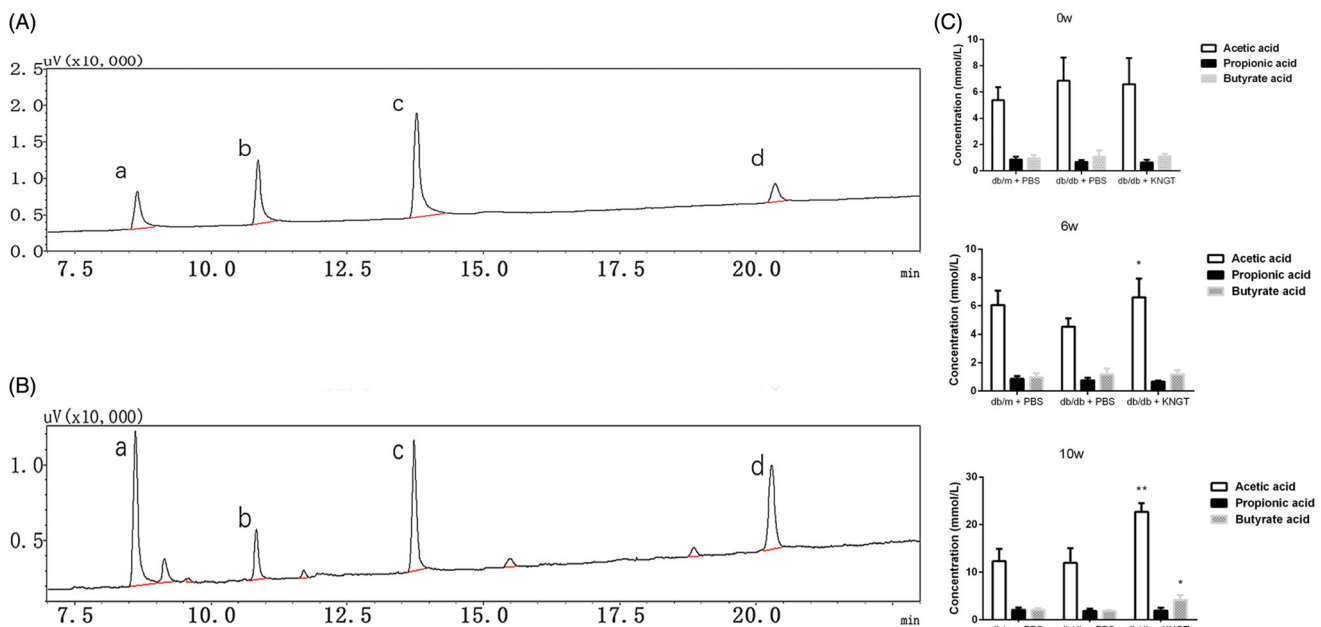 (A)
uV(x10,000)
2.5
2.0
1.5
1.0
0.5
0.0
a
b
c
d
7.5 10.0 12.5 15.0 17.5 20.0 min
(B)
uV(x10,000)
1.0
0.5
a
b
c
d
7.5 10.0 12.5 15.0 17.5 20.0 min
(C)
0w
Concentration (mmol/L)
10
8
6
4
2
0
db/m + PBS db/db + PBS db/db + KNGT
Acetic acid
Propionic acid
Butyrate acid
6w
Concentration (mmol/L)
10
8
6
4
2
0
*
db/m + PBS db/db + PBS db/db + KNGT
Acetic acid
Propionic acid
Butyrate acid
10w
Concentration (mmol/L)
30
20
10
0
**
*
Acetic acid
Propionic acid
Butyrate acid